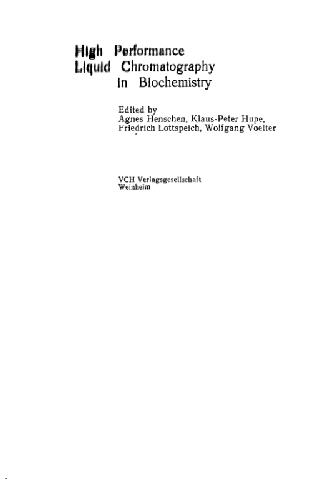 High Performance
Liquid Chromatography
in Biochemistry
Edited by
Agnes Henschen, Klaus-Peter Hupe,
Friedrich Lottspeich, Wolfgang Voelter
VCH Verlagsgesellschaft
Weinheim